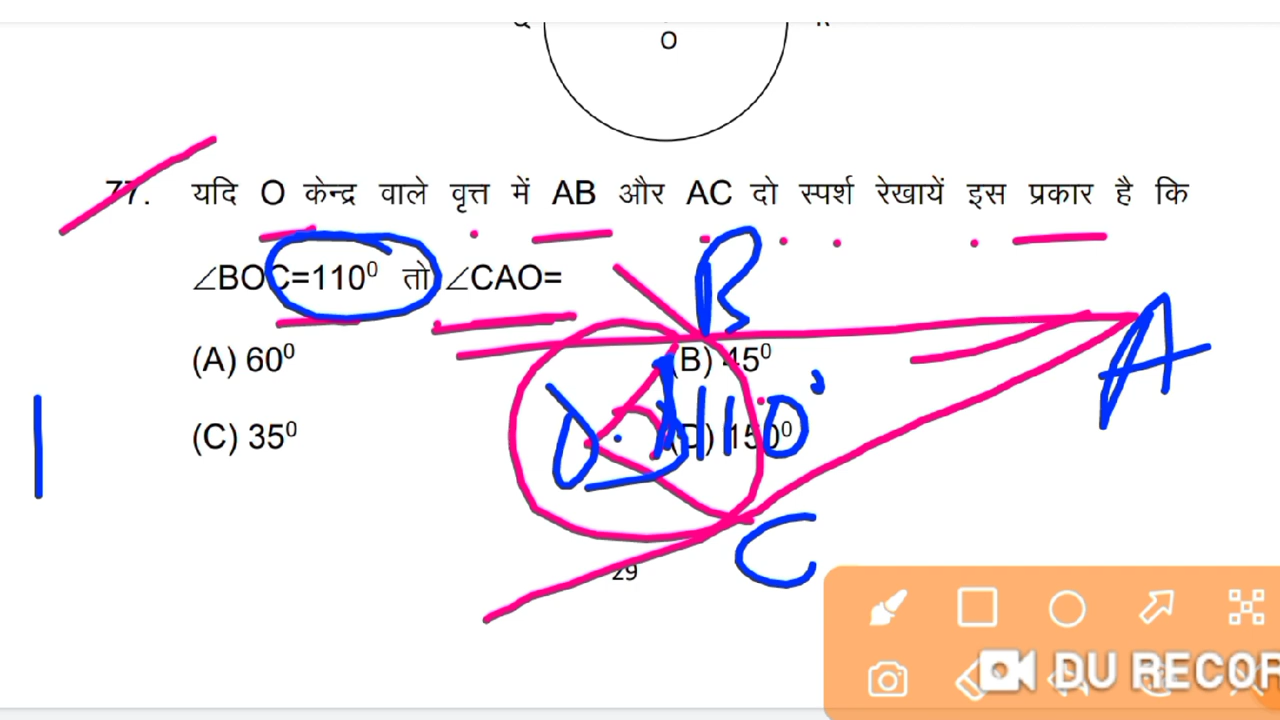 O
77. यदि O केन्द्र वाले वृत्त में AB और AC दो स्पर्श रेखायें इस प्रकार है कि
∠BOC=110⁰ तो ∠CAO=
(A) 60⁰ (B) 45⁰
(C) 35⁰ (D) 150⁰
B
A
O 110°
C
29
DU RECOR